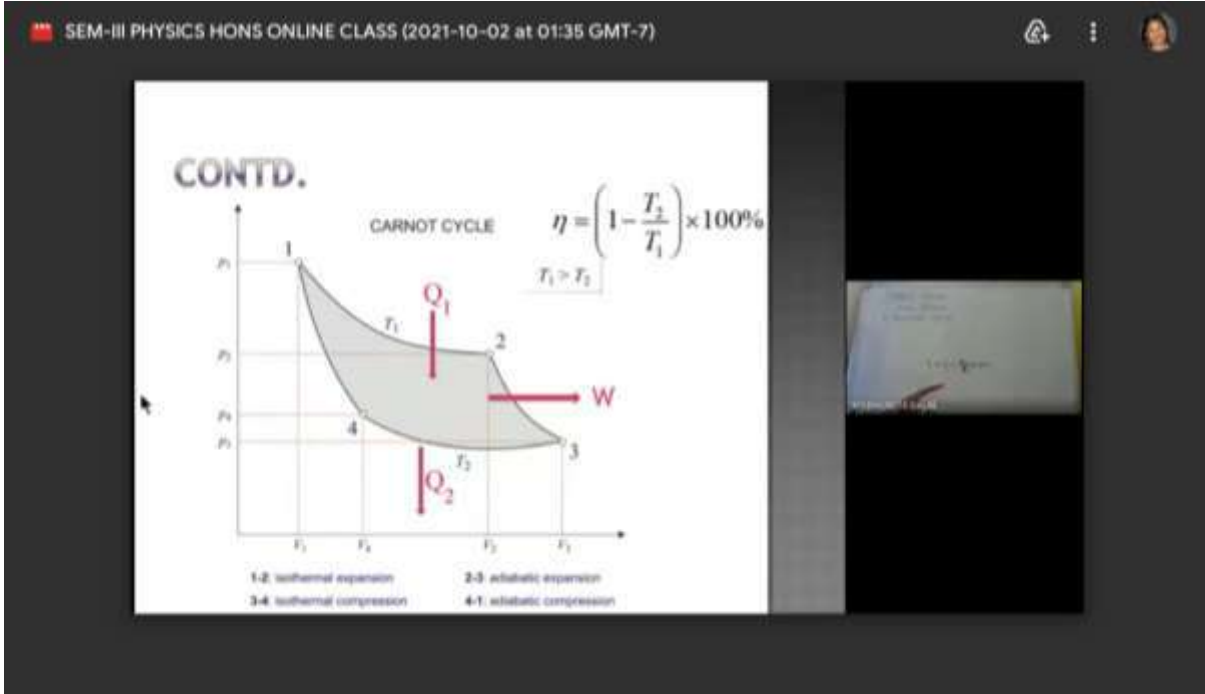 SEM-III PHYSICS HONS ONLINE CLASS (2021-10-02 at 01:35 GMT-7)
CONTD.
CARNOT CYCLE
η = (1 - T₂/T₁) × 100%
T₁ > T₂
1
Q₁
T₁
2
W
4
3
T₂
Q₂
1-2: isothermal expansion
2-3: adiabatic expansion
3-4: isothermal compression
4-1: adiabatic compression